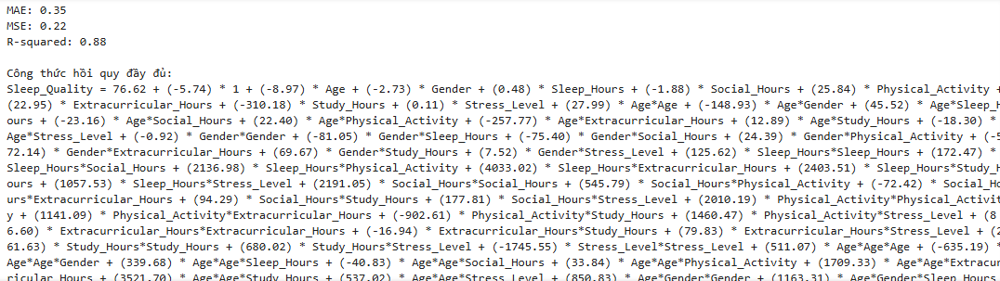 MAE: 0.35
MSE: 0.22
R-squared: 0.88
Công thức hồi quy đầy đủ:
Sleep_Quality = 76.62 + (-5.74) * 1 + (-8.97) * Age + (-2.73) * Gender + (0.48) * Sleep_Hours + (-1.88) * Social_Hours + (25.84) * Physical_Activity +
(22.95) * Extracurricular_Hours + (-310.18) * Study_Hours + (0.11) * Stress_Level + (27.99) * Age*Age + (-148.93) * Age*Gender + (45.52) * Age*Sleep_H
ours + (-23.16) * Age*Social_Hours + (22.40) * Age*Physical_Activity + (-257.77) * Age*Extracurricular_Hours + (12.89) * Age*Study_Hours + (-18.30) *
Age*Stress_Level + (-0.92) * Gender*Gender + (-81.05) * Gender*Sleep_Hours + (-75.40) * Gender*Social_Hours + (24.39) * Gender*Physical_Activity + (-5
72.14) * Gender*Extracurricular_Hours + (69.67) * Gender*Study_Hours + (7.52) * Gender*Stress_Level + (125.62) * Sleep_Hours*Sleep_Hours + (172.47) *
Sleep_Hours*Social_Hours + (2136.98) * Sleep_Hours*Physical_Activity + (4033.02) * Sleep_Hours*Extracurricular_Hours + (2403.51) * Sleep_Hours*Study_H
ours + (1057.53) * Sleep_Hours*Stress_Level + (2191.05) * Social_Hours*Social_Hours + (545.79) * Social_Hours*Physical_Activity + (-72.42) * Social_Ho
urs*Extracurricular_Hours + (94.29) * Social_Hours*Study_Hours + (177.81) * Social_Hours*Stress_Level + (2010.19) * Physical_Activity*Physical_Activit
y + (1141.09) * Physical_Activity*Extracurricular_Hours + (-902.61) * Physical_Activity*Study_Hours + (1460.47) * Physical_Activity*Stress_Level + (8
6.60) * Extracurricular_Hours*Extracurricular_Hours + (-16.94) * Extracurricular_Hours*Study_Hours + (79.83) * Extracurricular_Hours*Stress_Level + (2
61.63) * Study_Hours*Study_Hours + (680.02) * Study_Hours*Stress_Level + (-1745.55) * Stress_Level*Stress_Level + (511.07) * Age*Age*Age + (-635.19) *
Age*Age*Gender + (339.68) * Age*Age*Sleep_Hours + (-40.83) * Age*Age*Social_Hours + (33.84) * Age*Age*Physical_Activity + (1709.33) * Age*Age*Extracur
ricular_Hours + (3521.70) * Age*Age*Study_Hours + (537.02) * Age*Age*Stress_Level + (850.83) * Age*Gender*Gender + (1163.31) * Age*Gender*Sleep_Hours